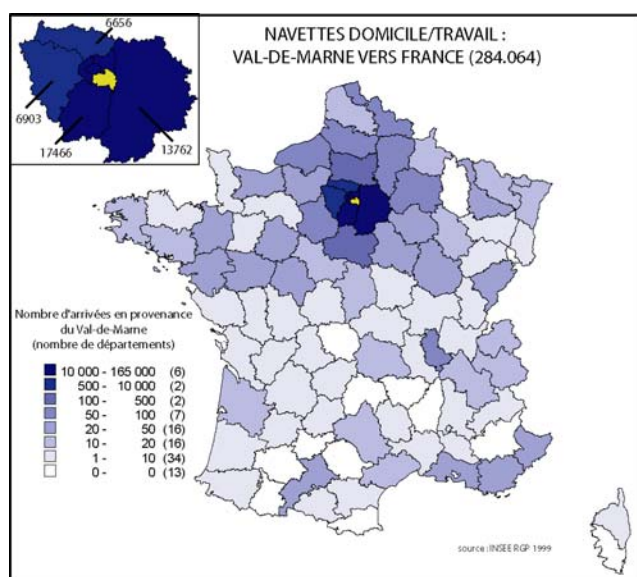 NAVETTES DOMICILE/TRAVAIL :
VAL-DE-MARNE VERS FRANCE (284.064)
6656
6903
17466
13762
Nombre d'arrivées en provenance
du Val-de-Marne
(nombre de départements)
10 000 - 165 000 (6)
500 - 10 000 (2)
100 - 500 (2)
50 - 100 (7)
20 - 50 (16)
10 - 20 (16)
1 - 10 (34)
0 - 0 (13)
source : INSEE RGP 1999